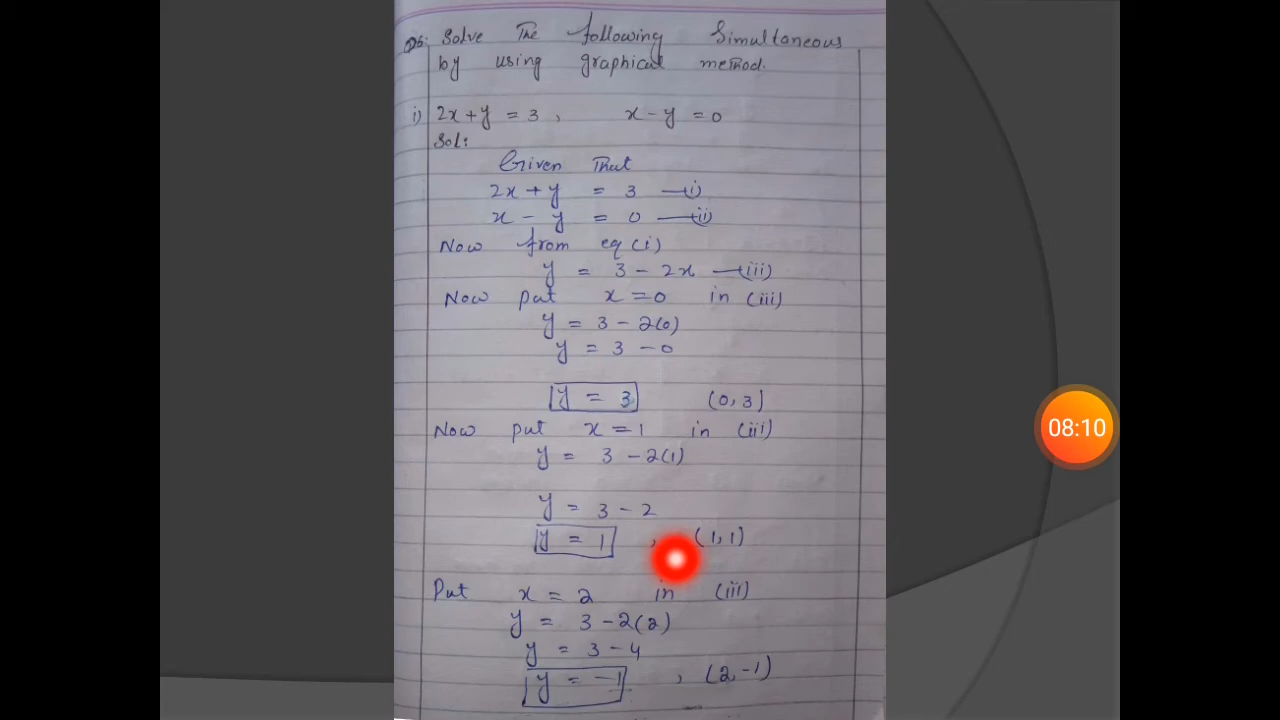 Q5: Solve The following Simultaneous
by using graphical method.
i) 2x+y = 3 , x-y = 0
Sol:
Given That
2x + y = 3 —(i)
x - y = 0 —(ii)
Now from eq (i)
y = 3 - 2x —(iii)
Now put x = 0 in (iii)
y = 3 - 2(0)
y = 3 - 0
y = 3 (0,3)
Now put x = 1 in (iii)
y = 3 - 2(1)
y = 3 - 2
y = 1 , (1,1)
Put x = 2 in (iii)
y = 3 - 2(2)
y = 3 - 4
y = -1 , (2,-1)
08:10